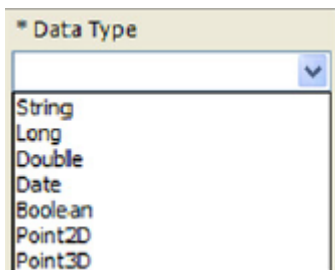 * Data Type
String
Long
Double
Date
Boolean
Point2D
Point3D